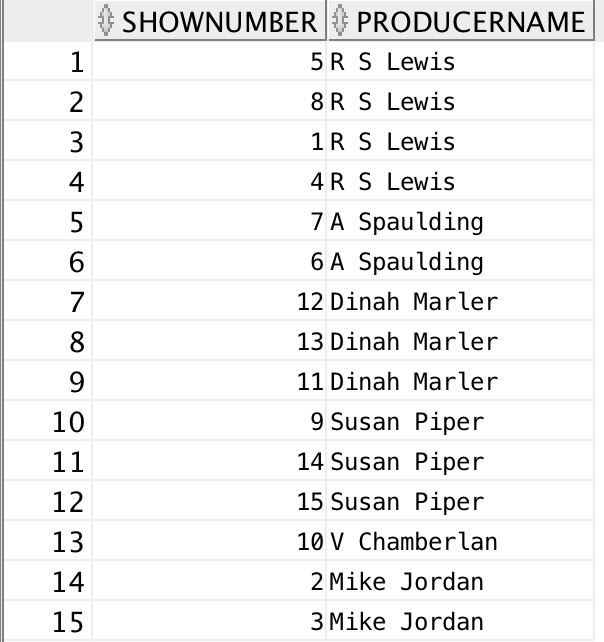 SHOWNUMBER PRODUCERNAME
1 5 R S Lewis
2 8 R S Lewis
3 1 R S Lewis
4 4 R S Lewis
5 7 A Spaulding
6 6 A Spaulding
7 12 Dinah Marler
8 13 Dinah Marler
9 11 Dinah Marler
10 9 Susan Piper
11 14 Susan Piper
12 15 Susan Piper
13 10 V Chamberlan
14 2 Mike Jordan
15 3 Mike Jordan